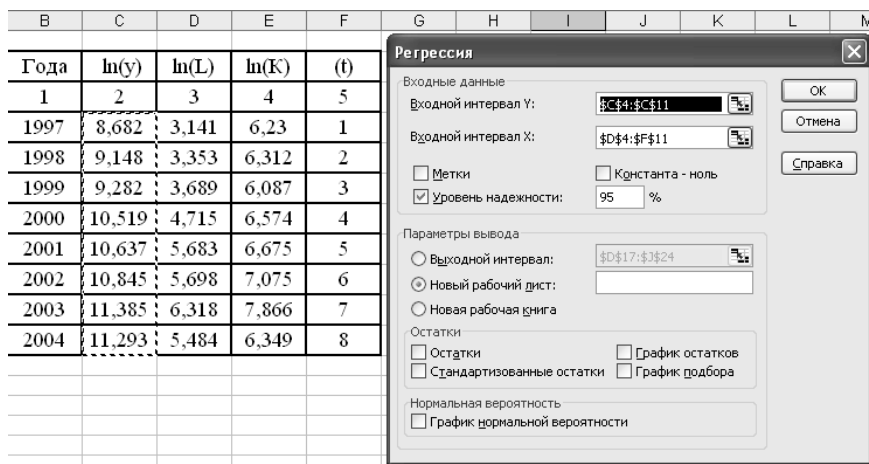 B C D E F G H I J K L
Года ln(y) ln(L) ln(K) (t)
1 2 3 4 5
1997 8,682 3,141 6,23 1
1998 9,148 3,353 6,312 2
1999 9,282 3,689 6,087 3
2000 10,519 4,715 6,574 4
2001 10,637 5,683 6,675 5
2002 10,845 5,698 7,075 6
2003 11,385 6,318 7,866 7
2004 11,293 5,484 6,349 8
Регрессия
Входные данные
Входной интервал Y: $C$4:$C$11
Входной интервал X: $D$4:$F$11
Метки Константа - ноль
Уровень надежности: 95 %
Параметры вывода
Выходной интервал: $D$17:$J$24
Новый рабочий лист:
Новая рабочая книга
Остатки
Остатки График остатков
Стандартизованные остатки График подбора
Нормальная вероятность
График нормальной вероятности
ОК
Отмена
Справка